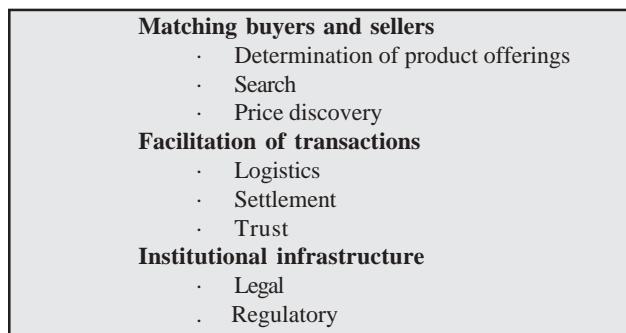 Matching buyers and sellers
· Determination of product offerings
· Search
· Price discovery
Facilitation of transactions
· Logistics
· Settlement
· Trust
Institutional infrastructure
· Legal
. Regulatory